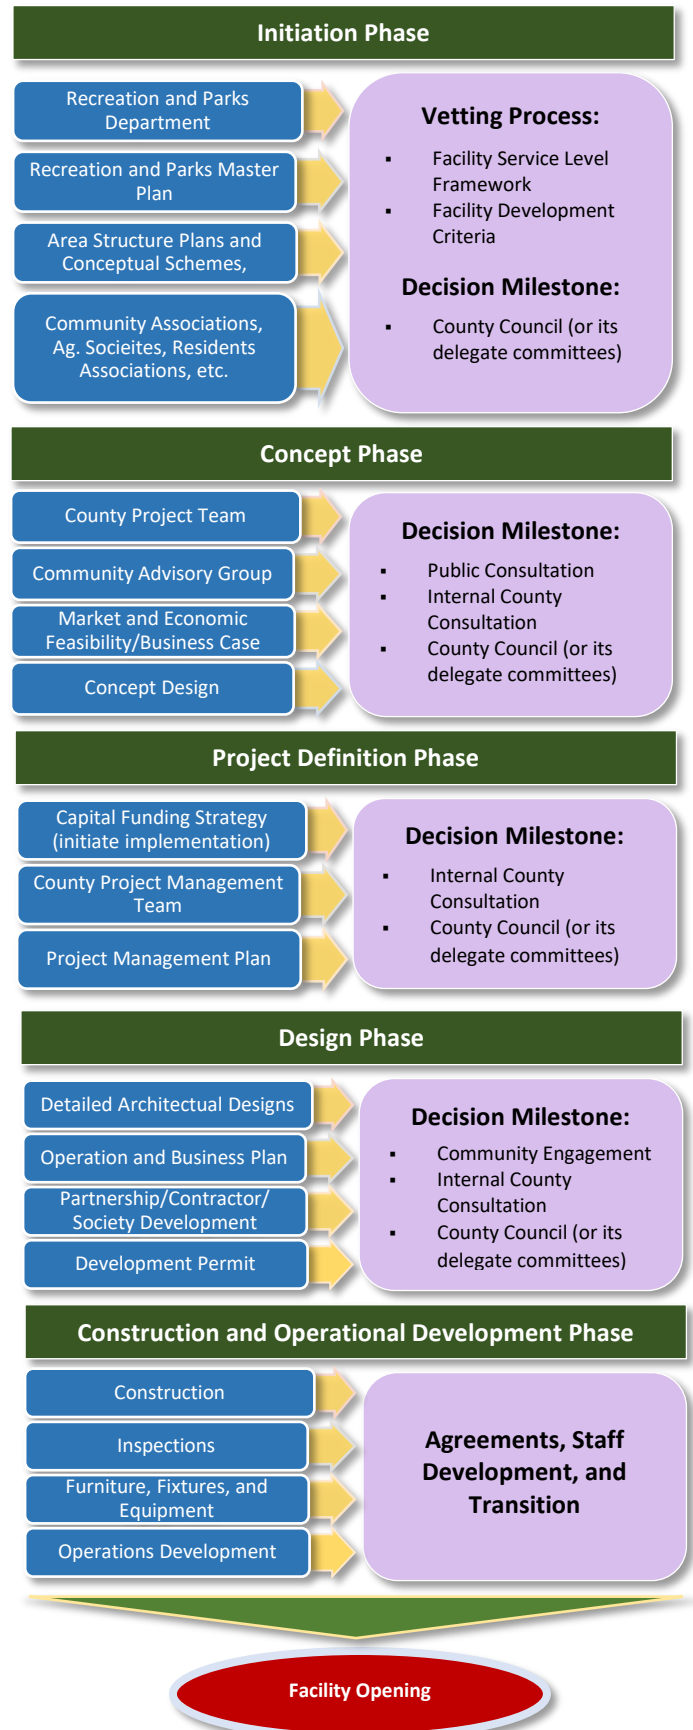 Initiation Phase
Recreation and Parks
Department
Recreation and Parks Master
Plan
Area Structure Plans and
Conceptual Schemes,
Community Associations,
Ag. Socieites, Residents
Associations, etc.
Vetting Process:
▪ Facility Service Level
Framework
▪ Facility Development
Criteria
Decision Milestone:
▪ County Council (or its
delegate committees)
Concept Phase
County Project Team
Community Advisory Group
Market and Economic
Feasibility/Business Case
Concept Design
Decision Milestone:
▪ Public Consultation
▪ Internal County
Consultation
▪ County Council (or its
delegate committees)
Project Definition Phase
Capital Funding Strategy
(initiate implementation)
County Project Management
Team
Project Management Plan
Decision Milestone:
▪ Internal County
Consultation
▪ County Council (or its
delegate committees)
Design Phase
Detailed Architectual Designs
Operation and Business Plan
Partnership/Contractor/
Society Development
Development Permit
Decision Milestone:
▪ Community Engagement
▪ Internal County
Consultation
▪ County Council (or its
delegate committees)
Construction and Operational Development Phase
Construction
Inspections
Furniture, Fixtures, and
Equipment
Operations Development
Agreements, Staff
Development, and
Transition
Facility Opening